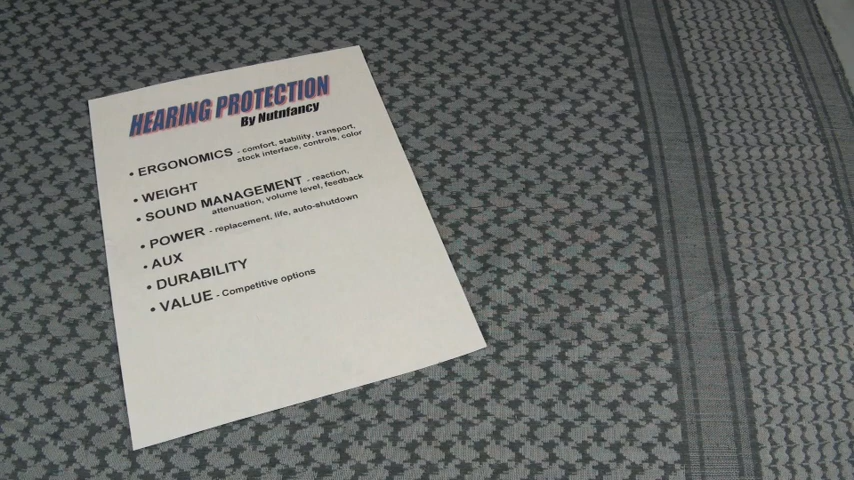 HEARING PROTECTION
By Nutnfancy
• ERGONOMICS - comfort, stability, transport,
stock interface, controls, color
• WEIGHT
• SOUND MANAGEMENT - reaction,
attenuation, volume level, feedback
• POWER - replacement, life, auto-shutdown
• AUX
• DURABILITY
• VALUE - Competitive options